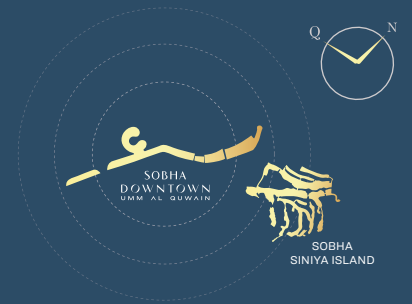 Q
N
SOBHA
DOWNTOWN
UMM AL QUWAIN
SOBHA
SINIYA ISLAND